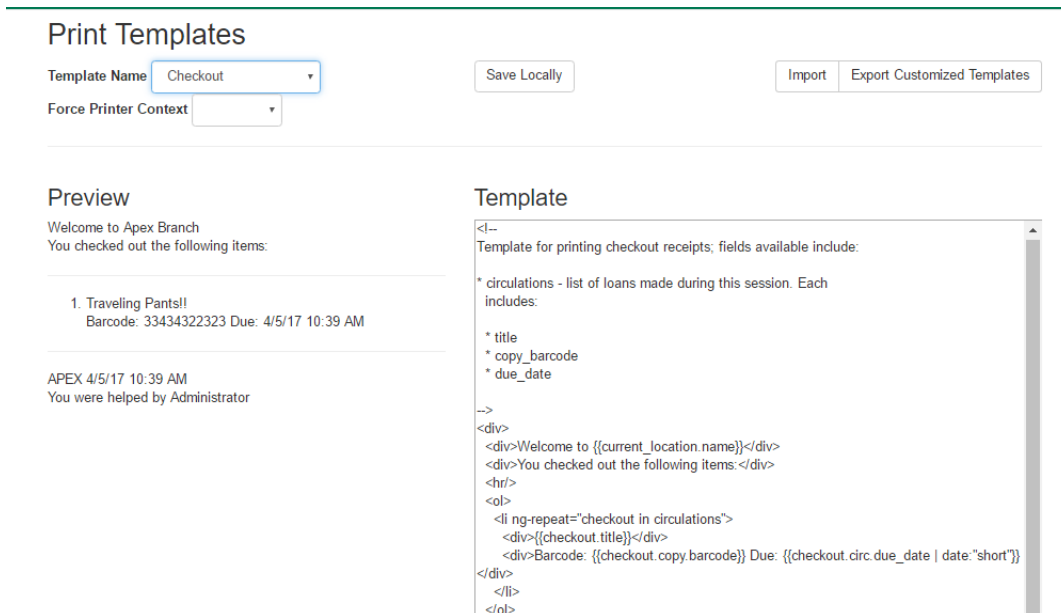 Print Templates
Template Name Checkout Save Locally Import Export Customized Templates
Force Printer Context
Preview
Welcome to Apex Branch
You checked out the following items:
1. Traveling Pants!!
Barcode: 33434322323 Due: 4/5/17 10:39 AM
APEX 4/5/17 10:39 AM
You were helped by Administrator
Template
<!--
Template for printing checkout receipts; fields available include:
* circulations - list of loans made during this session. Each
includes:
* title
* copy_barcode
* due_date
-->
<div>
<div>Welcome to {{current_location.name}}</div>
<div>You checked out the following items:</div>
<hr/>
<ol>
<li ng-repeat="checkout in circulations">
<div>{{checkout.title}}</div>
<div>Barcode: {{checkout.copy.barcode}} Due: {{checkout.circ.due_date | date:"short"}}
</div>
</li>
</ol>